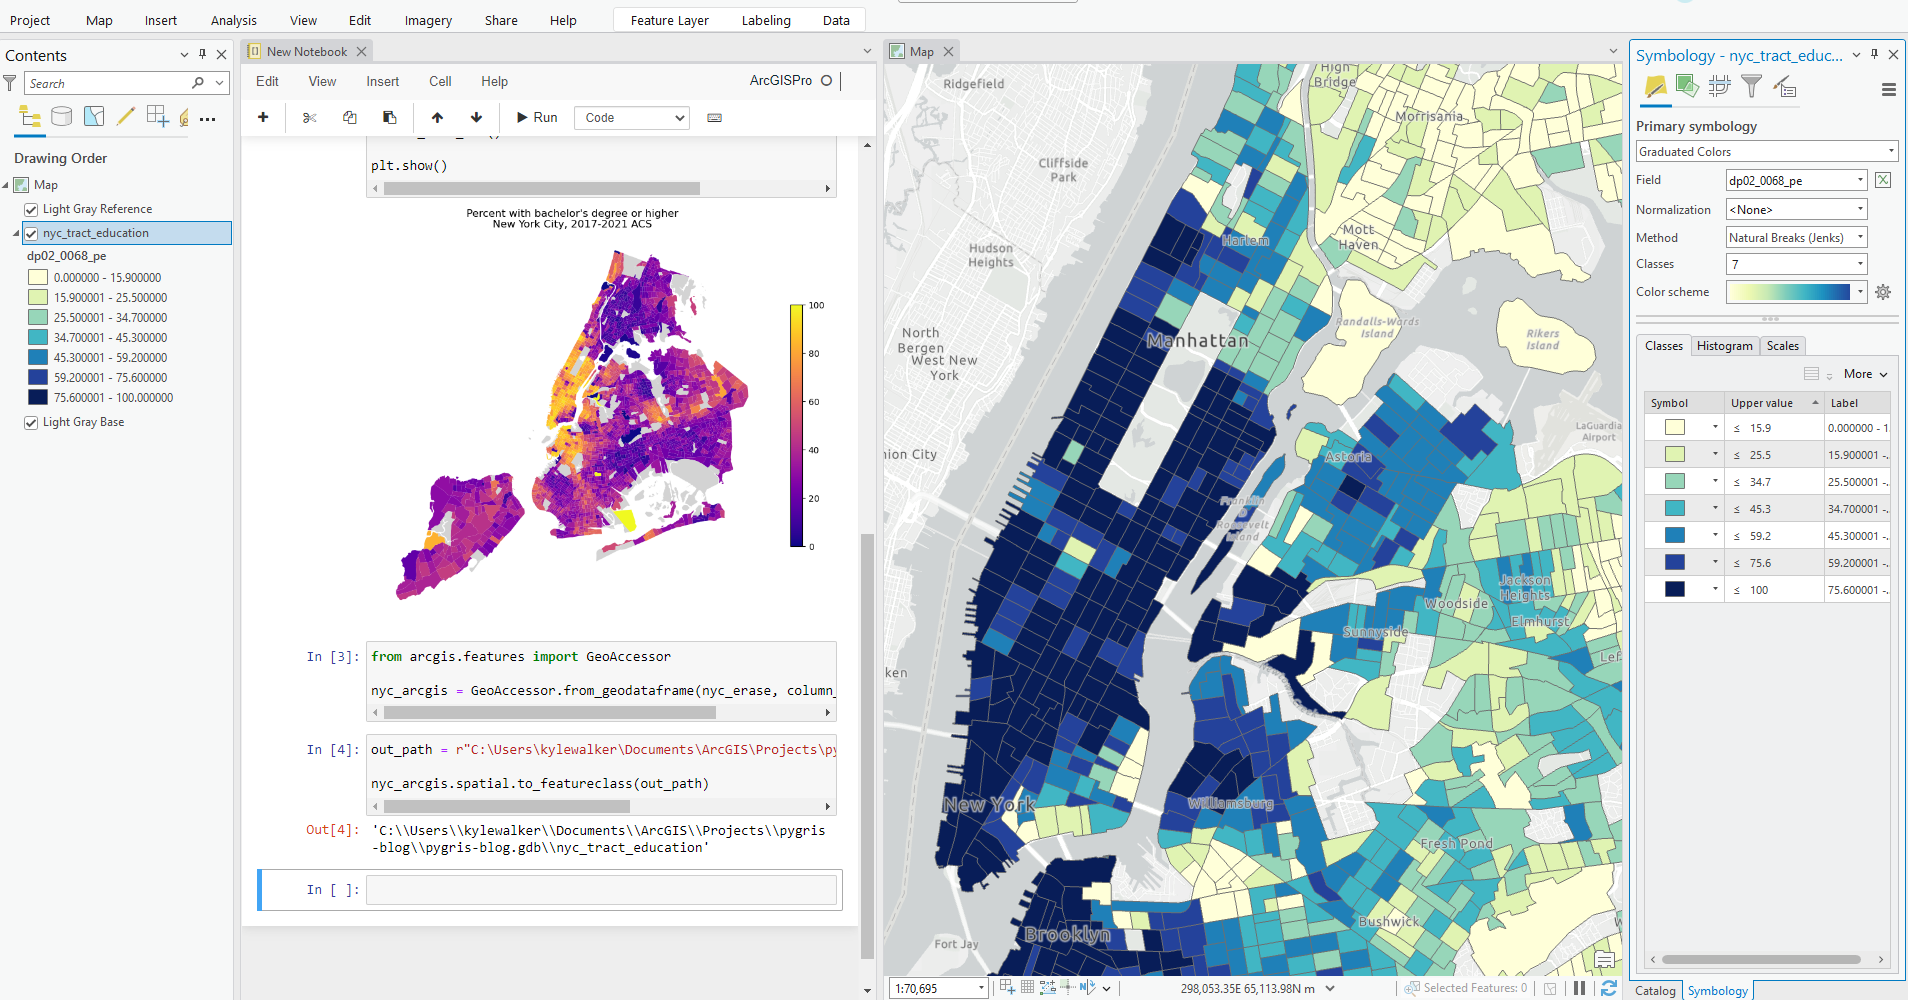 Project
Map
Insert
Analysis
View
Edit
Imagery
Share
Help
Feature Layer
Labeling
Data
Contents
Search
Drawing Order
Map
Light Gray Reference
nyc_tract_education
dp02_0068_pe
0.000000 - 15.900000
15.900001 - 25.500000
25.500001 - 34.700000
34.700001 - 45.300000
45.300001 - 59.200000
59.200001 - 75.600000
75.600001 - 100.000000
Light Gray Base
New Notebook
Edit
View
Insert
Cell
Help
ArcGISPro
Run
Code
plt.show()
Percent with bachelor's degree or higher
New York City, 2017-2021 ACS
100
80
60
40
20
0
In [3]:
from arcgis.features import GeoAccessor
nyc_arcgis = GeoAccessor.from_geodataframe(nyc_erase, column_
In [4]:
out_path = r"C:\Users\kylewalker\Documents\ArcGIS\Projects\py
nyc_arcgis.spatial.to_featureclass(out_path)
Out[4]:
'C:\\Users\\kylewalker\\Documents\\ArcGIS\\Projects\\pygris
-blog\\pygris-blog.gdb\\nyc_tract_education'
In [ ]:
Map
Ridgefield
High
Bridge
Morrisania
Cliffside
Park
Mott
Haven
Harlem
Hudson
Heights
North
Bergen
West New
York
Manhattan
Randalls-Wards
Island
Rikers
Island
LaGuardia
Airport
nion City
Astoria
Franklin
Roosevelt
Island
Jackson
Heights
Woodside
Elmhurst
Sunnyside
Lef
ken
New York
Williamsburg
Fresh Pond
Bushwick
Fort Jay
Brooklyn
1:70,695
298,053.35E 65,113.98N m
Selected Features: 0
Symbology - nyc_tract_educ...
Primary symbology
Graduated Colors
Field
dp02_0068_pe
Normalization
<None>
Method
Natural Breaks (Jenks)
Classes
7
Color scheme
Classes
Histogram
Scales
More
Symbol
Upper value
Label
≤ 15.9
0.000000 - 1
≤ 25.5
15.900001 -.
≤ 34.7
25.500001 -.
≤ 45.3
34.700001 -.
≤ 59.2
45.300001 -.
≤ 75.6
59.200001 -.
≤ 100
75.600001 -.
Catalog
Symbology